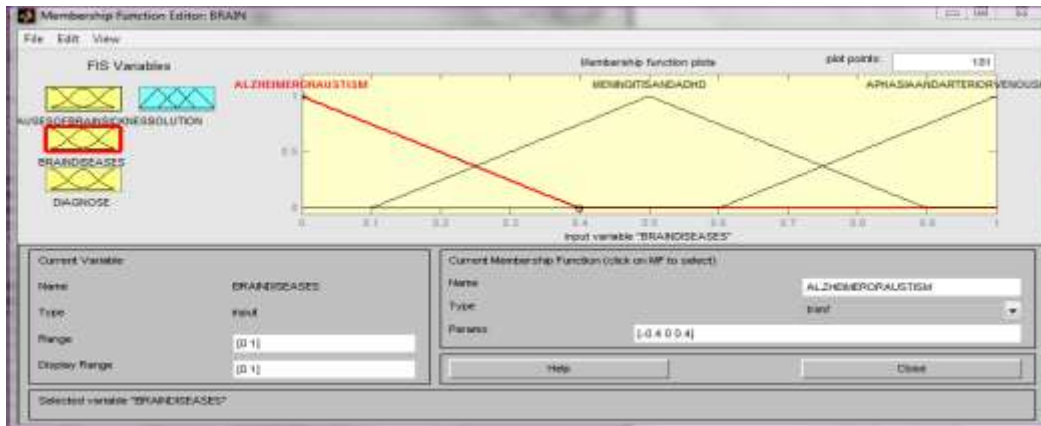 Membership Function Editor: BRAIN
File Edit View
FIS Variables
Membership function plots
plot points:
181
AUSESOFBRAINSICKNESSSOLUTION
BRAINDISEASES
DIAGNOSE
ALZHEIMERORAUSTISM
MENINGITISANDADHD
APHASIAANDARTERIORVENOUS
1
0.5
0
0 0.1 0.2 0.3 0.4 0.5 0.6 0.7 0.8 0.9 1
input variable "BRAINDISEASES"
Current Variable
Name BRAINDISEASES
Type input
Range [0 1]
Display Range [0 1]
Current Membership Function (click on MF to select)
Name ALZHEIMERORAUSTISM
Type trimf
Params [-0.4 0 0.4]
Help Close
Selected variable "BRAINDISEASES"